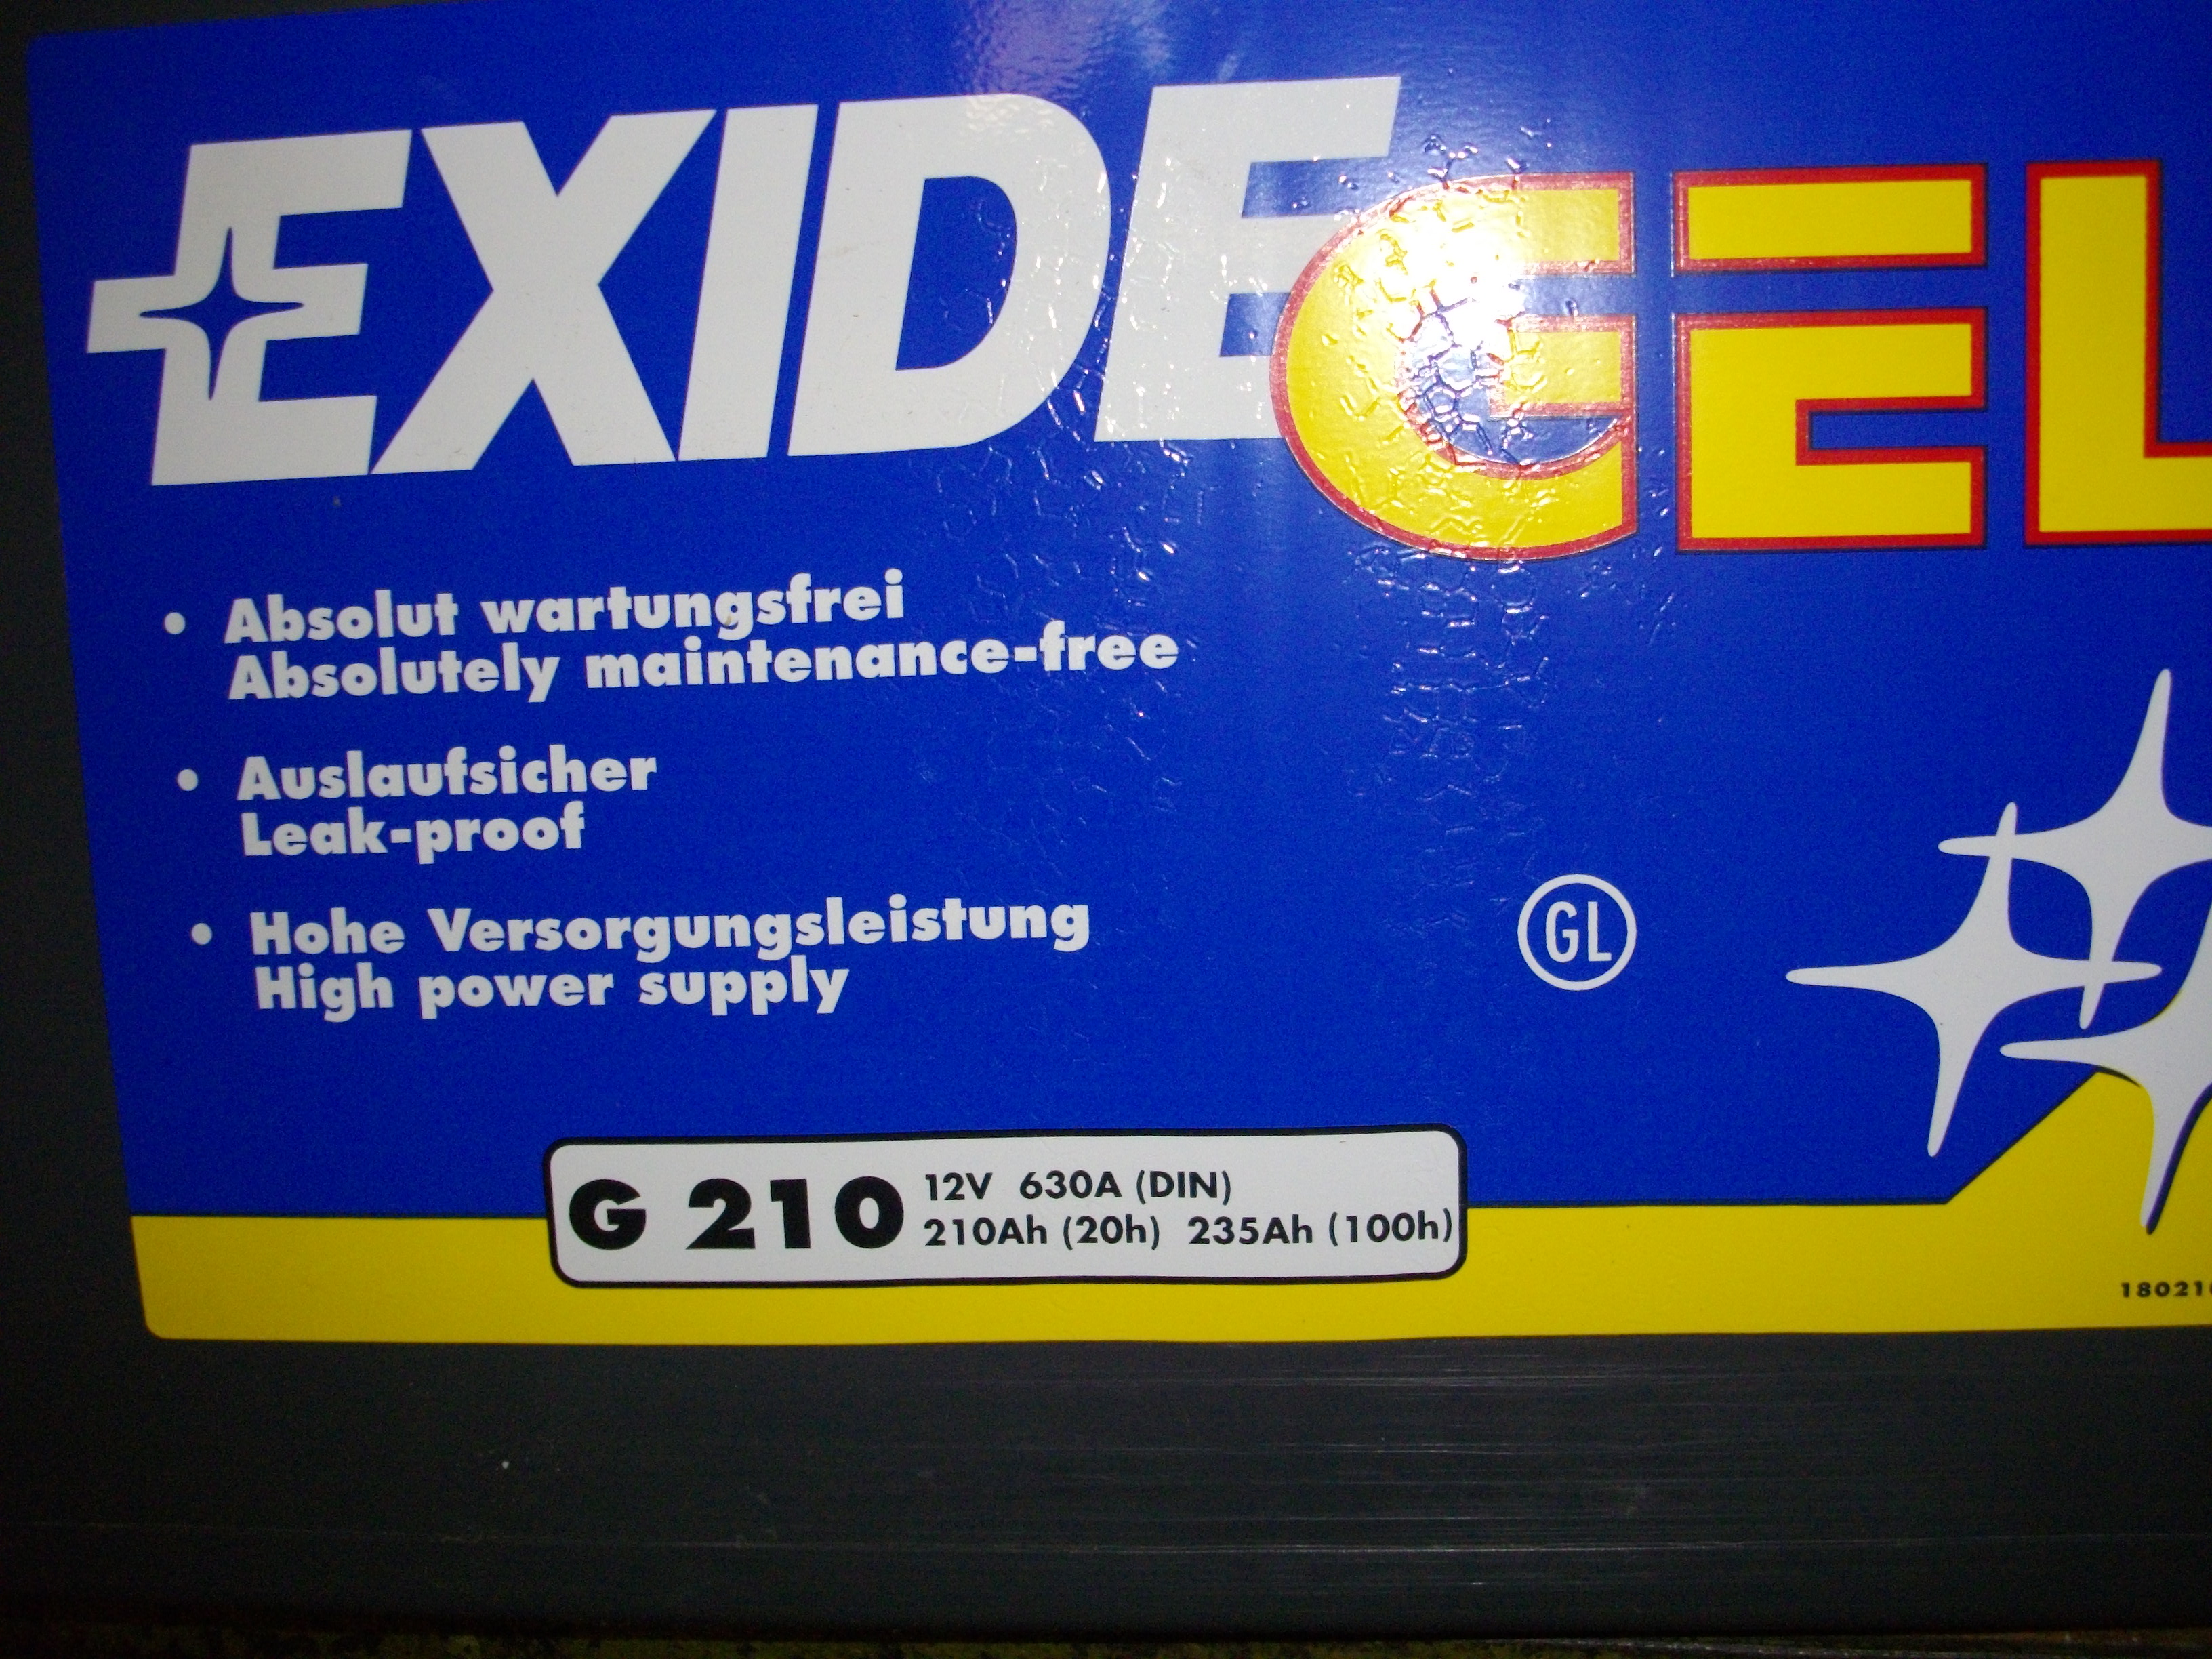 EXIDE GEL
• Absolut wartungsfrei
Absolutely maintenance-free
• Auslaufsicher
Leak-proof
• Hohe Versorgungsleistung
High power supply
GL
G 210
12V 630A (DIN)
210Ah (20h) 235Ah (100h)